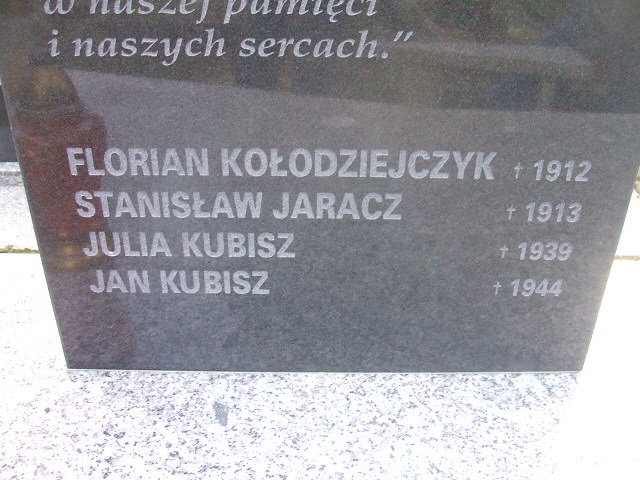 w naszej pamięci
i naszych sercach."
FLORIAN KOŁODZIEJCZYK † 1912
STANISŁAW JARACZ † 1913
JULIA KUBISZ † 1939
JAN KUBISZ † 1944